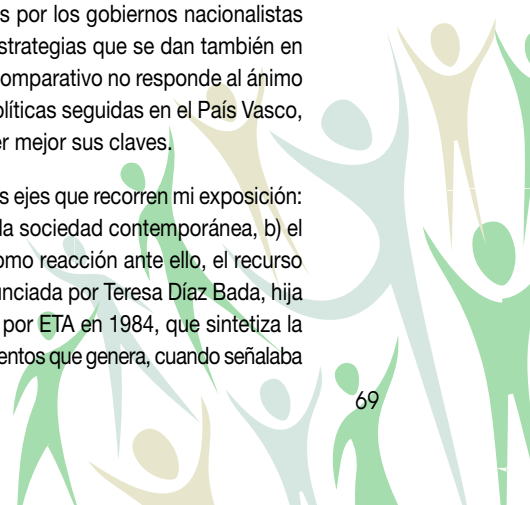 s por los gobiernos nacionalistas
strategias que se dan también en
omparativo no responde al ánimo
olíticas seguidas en el País Vasco,
er mejor sus claves.
s ejes que recorren mi exposición:
la sociedad contemporánea, b) el
omo reacción ante ello, el recurso
unciada por Teresa Díaz Bada, hija
por ETA en 1984, que sintetiza la
entos que genera, cuando señalaba
69